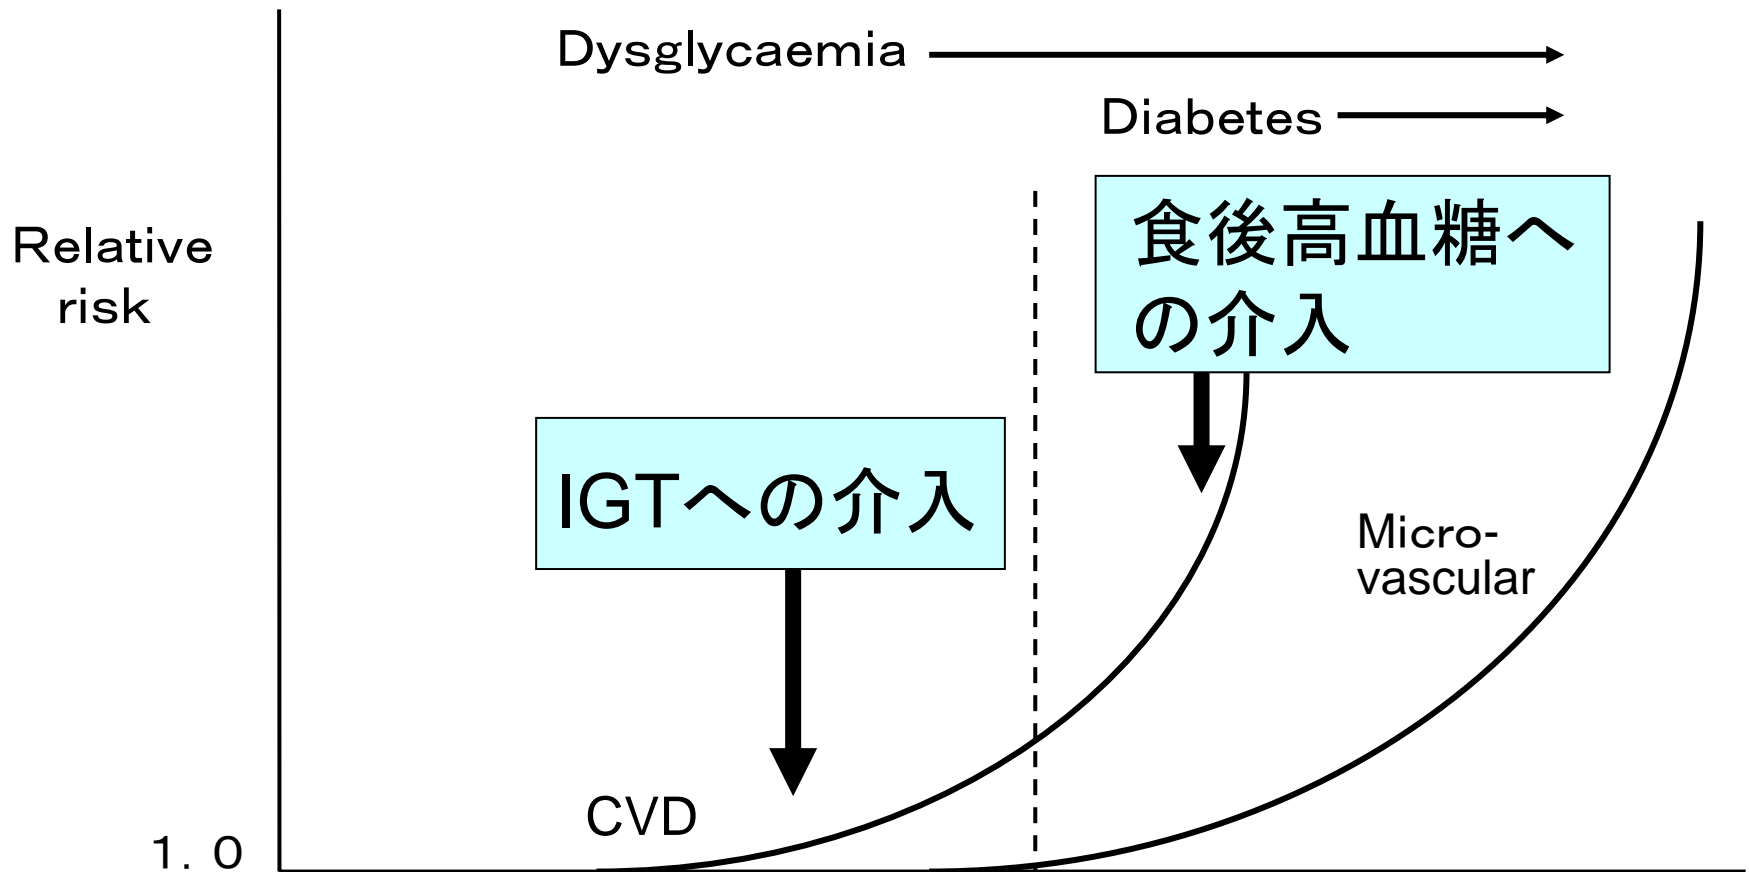 Dysglycaemia
Diabetes
Relative
risk
食後高血糖へ
の介入
IGTへの介入
Micro-
vascular
CVD
1. 0